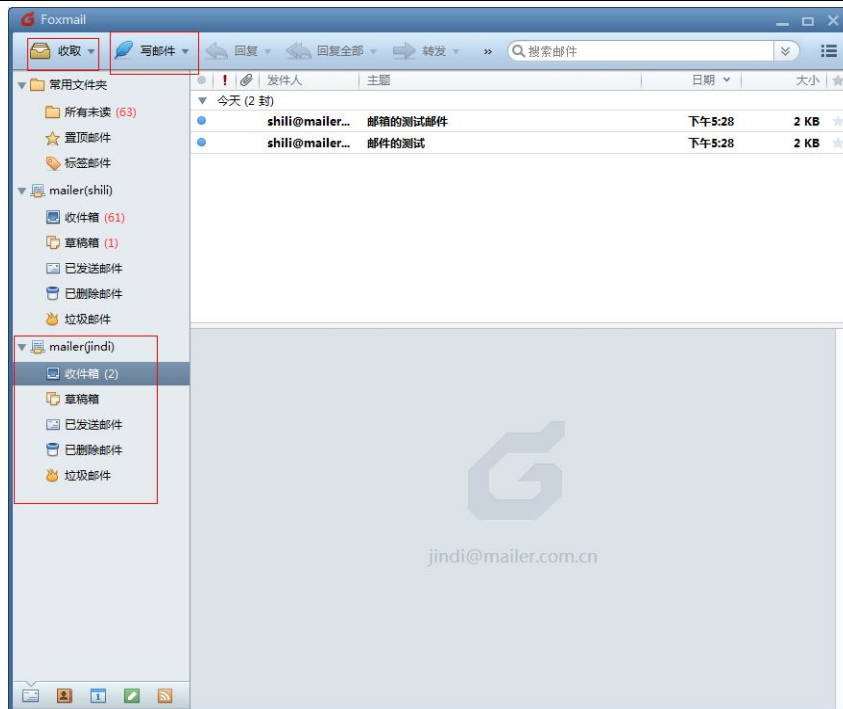 Foxmail
收取 写邮件 回复 回复全部 转发 » 搜索邮件
常用文件夹
所有未读 (63)
置顶邮件
标签邮件
mailer(shili)
收件箱 (61)
草稿箱 (1)
已发送邮件
已删除邮件
垃圾邮件
mailer(jindi)
收件箱 (2)
草稿箱
已发送邮件
已删除邮件
垃圾邮件
! 发件人 主题 日期 大小
今天 (2 封)
shili@mailer... 邮箱的测试邮件 下午5:28 2 KB
shili@mailer... 邮件的测试 下午5:28 2 KB
jindi@mailer.com.cn
1